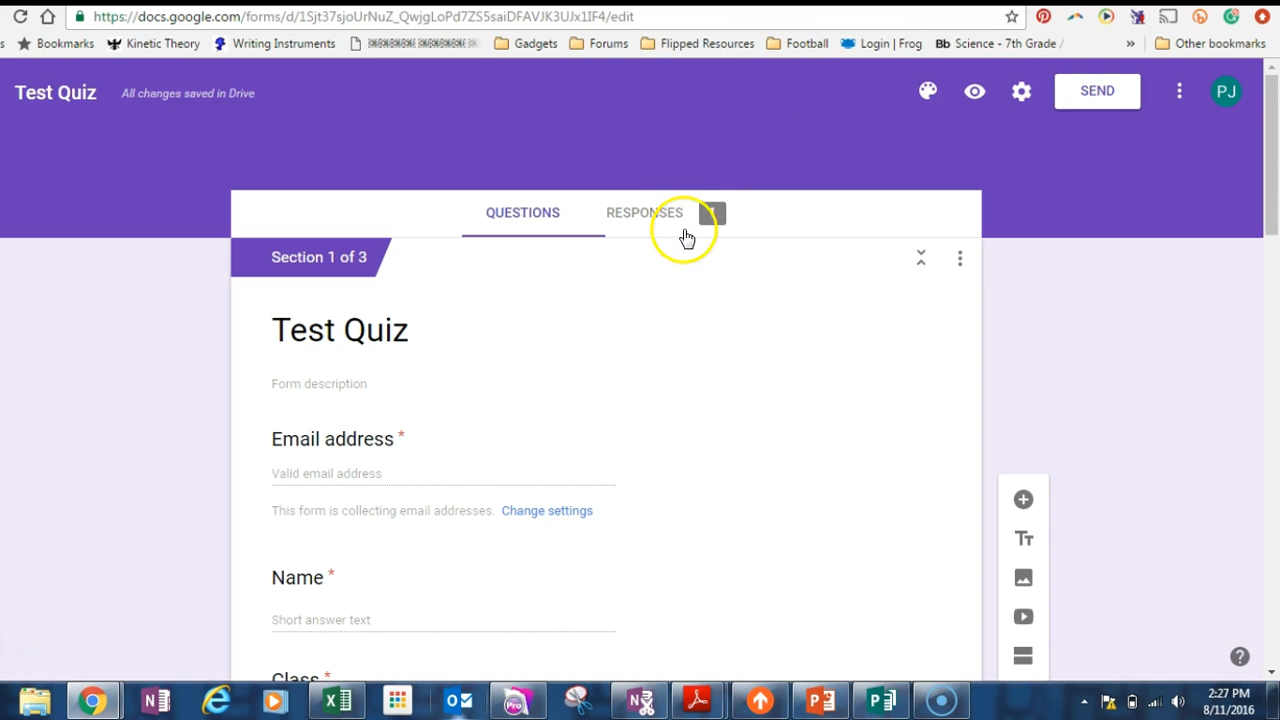 https://docs.google.com/forms/d/1Sjt37sjoUrNuZ_QwjgLoPd7ZS5saiDFAVJK3UJx1IIF4/edit
Bookmarks Kinetic Theory Writing Instruments Gadgets Forums Flipped Resources Football Login | Frog Bb Science - 7th Grade / » Other bookmarks
Test Quiz All changes saved in Drive SEND PJ
QUESTIONS RESPONSES
Section 1 of 3
Test Quiz
Form description
Email address *
Valid email address
This form is collecting email addresses. Change settings
Name *
Short answer text
Class *
2:27 PM
8/11/2016